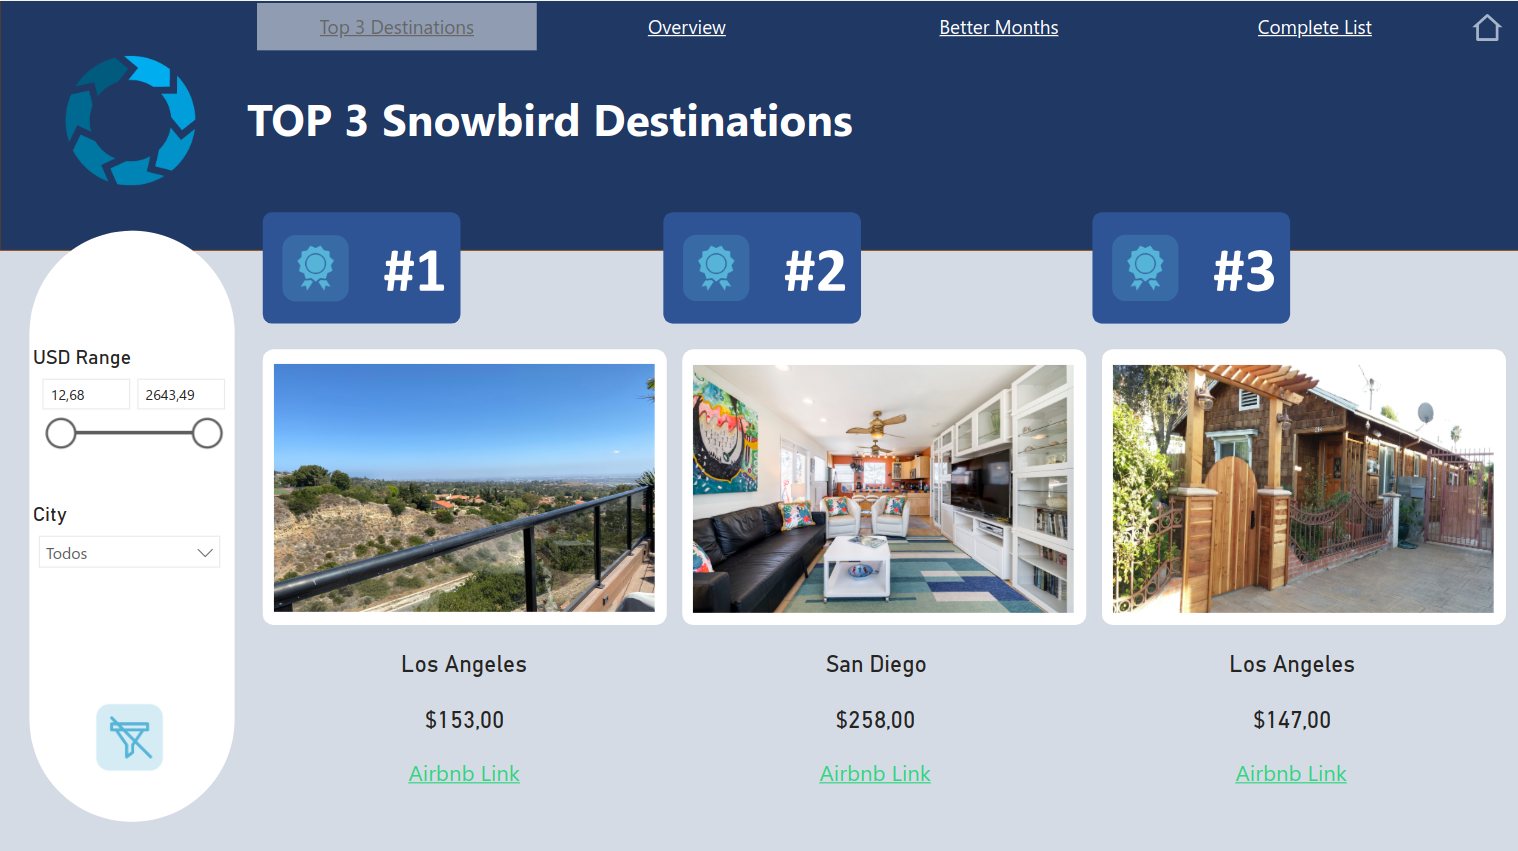 Top 3 Destinations
Overview
Better Months
Complete List
TOP 3 Snowbird Destinations
#1
#2
#3
USD Range
12,68
2643,49
City
Todos
Los Angeles
San Diego
Los Angeles
$153,00
$258,00
$147,00
Airbnb Link
Airbnb Link
Airbnb Link